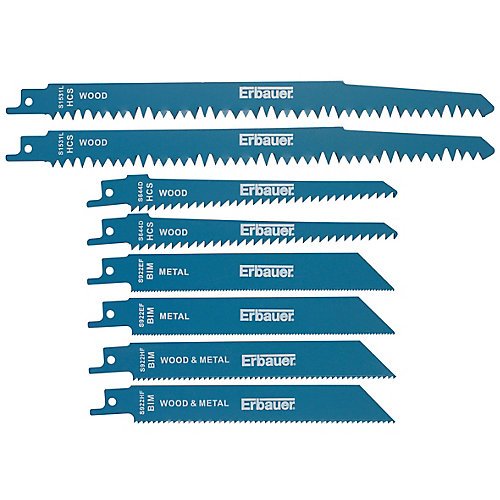 S1531L HCS WOOD Erbauer
S1531L HCS WOOD Erbauer
S644D HCS WOOD Erbauer
S644D HCS WOOD Erbauer
S922EF BIM METAL Erbauer
S922EF BIM METAL Erbauer
S922HF BIM WOOD & METAL Erbauer
S922HF BIM WOOD & METAL Erbauer